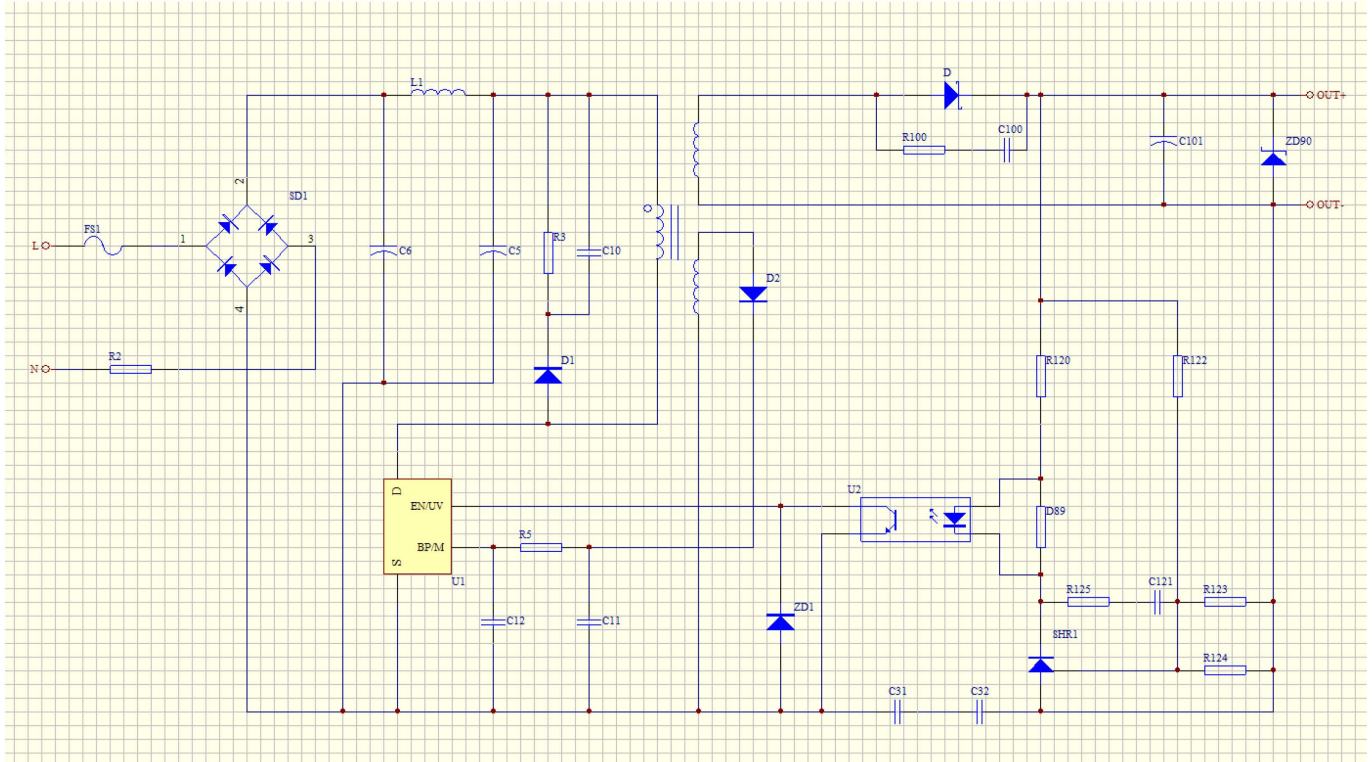 L1
D
OUT+
R100
C100
C101
ZD90
2
SD1
OUT-
FS1
L
1
3
C6
C5
R3
C10
D2
4
R2
N
D1
R120
R122
D
U2
EN/UV
D89
R5
BP/M
S
U1
R125
C121
R123
ZD1
C12
C11
SHR1
R124
C31
C32